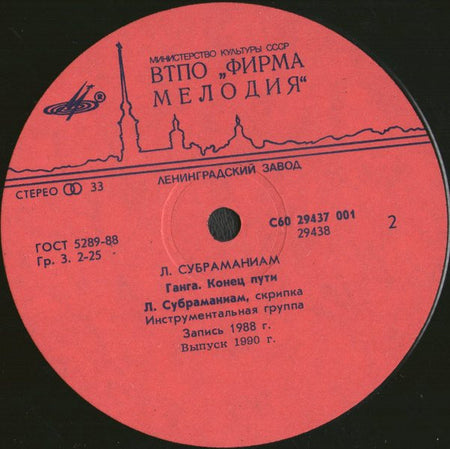 МИНИСТЕРСТВО КУЛЬТУРЫ СССР
ВТПО „ФИРМА
МЕЛОДИЯ“
СТЕРЕО 33
ЛЕНИНГРАДСКИЙ ЗАВОД
ГОСТ 5289-88
Гр. 3. 2-25
С60 29437 001
29438
2
Л. СУБРАМАНИАМ
Ганга. Конец пути
Л. Субраманиам, скрипка
Инструментальная группа
Запись 1988 г.
Выпуск 1990 г.